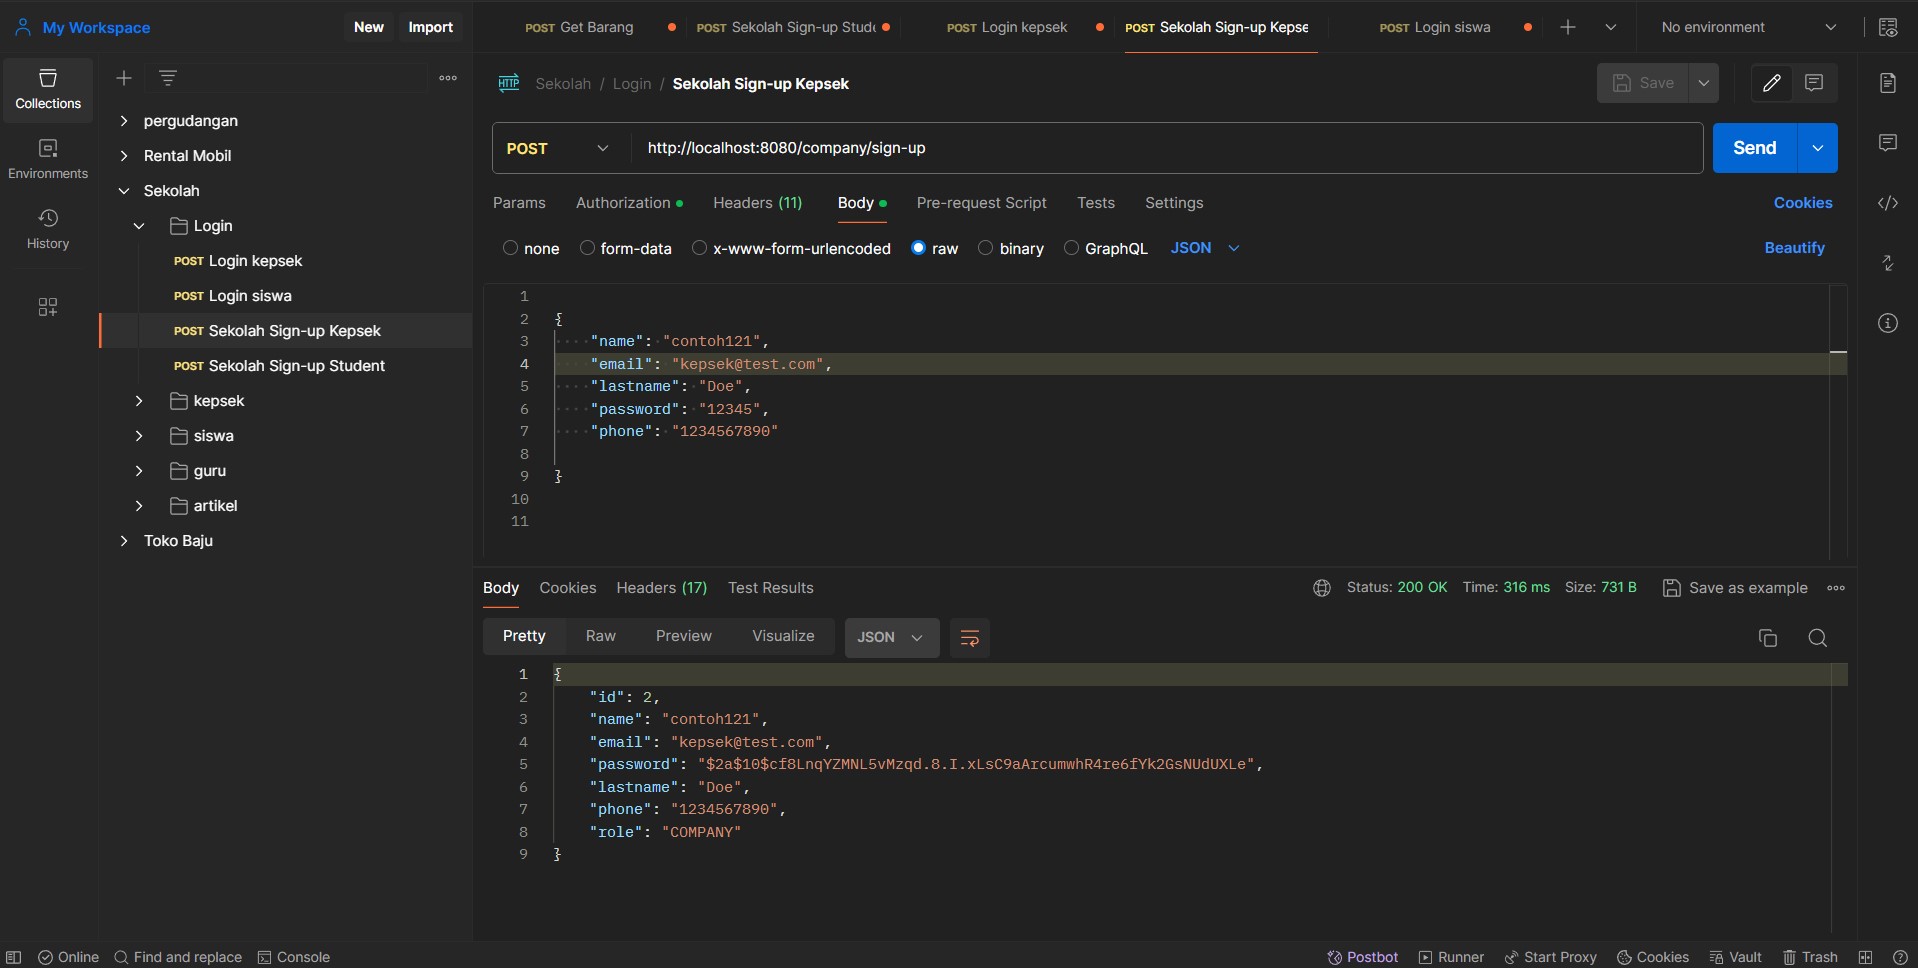 My Workspace New Import
POST Get Barang POST Sekolah Sign-up Stude POST Login kepsek POST Sekolah Sign-up Kepse POST Login siswa No environment
Collections
Environments
History
pergudangan
Rental Mobil
Sekolah
Login
POST Login kepsek
POST Login siswa
POST Sekolah Sign-up Kepsek
POST Sekolah Sign-up Student
kepsek
siswa
guru
artikel
Toko Baju
HTTP Sekolah / Login / Sekolah Sign-up Kepsek Save
POST http://localhost:8080/company/sign-up Send
Params Authorization Headers (11) Body Pre-request Script Tests Settings Cookies
none form-data x-www-form-urlencoded raw binary GraphQL JSON Beautify
1
2 {
3 "name": "contoh121",
4 "email": "kepsek@test.com",
5 "lastname": "Doe",
6 "password": "12345",
7 "phone": "1234567890"
8
9 }
10
11
Body Cookies Headers (17) Test Results Status: 200 OK Time: 316 ms Size: 731 B Save as example
Pretty Raw Preview Visualize JSON
1 {
2 "id": 2,
3 "name": "contoh121",
4 "email": "kepsek@test.com",
5 "password": "$2a$10$cf8LnqYZMNL5vMzqd.8.I.xLsC9aArcumwhR4re6fYk2GsNUdUXLe",
6 "lastname": "Doe",
7 "phone": "1234567890",
8 "role": "COMPANY"
9 }
Online Find and replace Console Postbot Runner Start Proxy Cookies Vault Trash